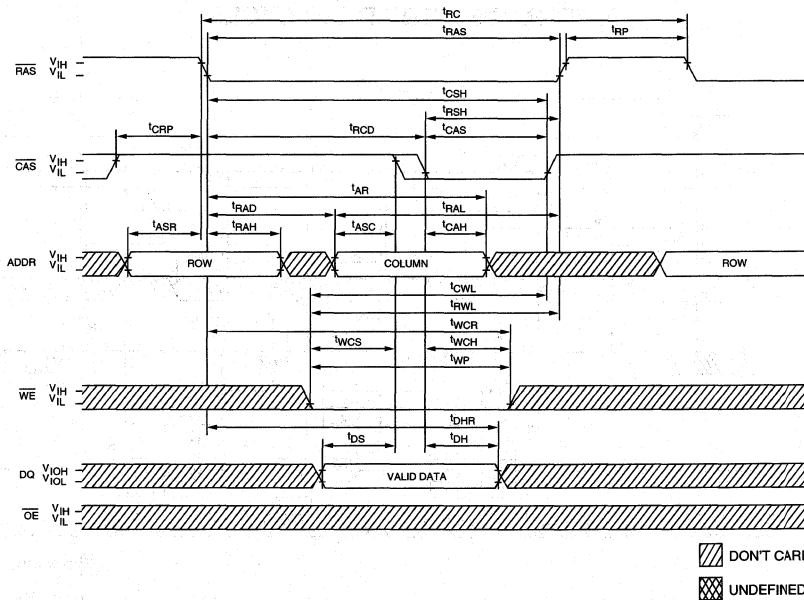 tRC
tRAS
tRP
RAS VIH
VIL
tCSH
tRSH
tCRP
tRCD
tCAS
CAS VIH
VIL
tAR
tRAD
tRAL
tASR
tRAH
tASC
tCAH
ADDR VIH
VIL
ROW
COLUMN
ROW
tCWL
tRWL
tWCR
tWCS
tWCH
tWP
WE VIH
VIL
tDHR
tDS
tDH
DQ VIOH
VIOL
VALID DATA
OE VIH
VIL
DON'T CARE
UNDEFINED